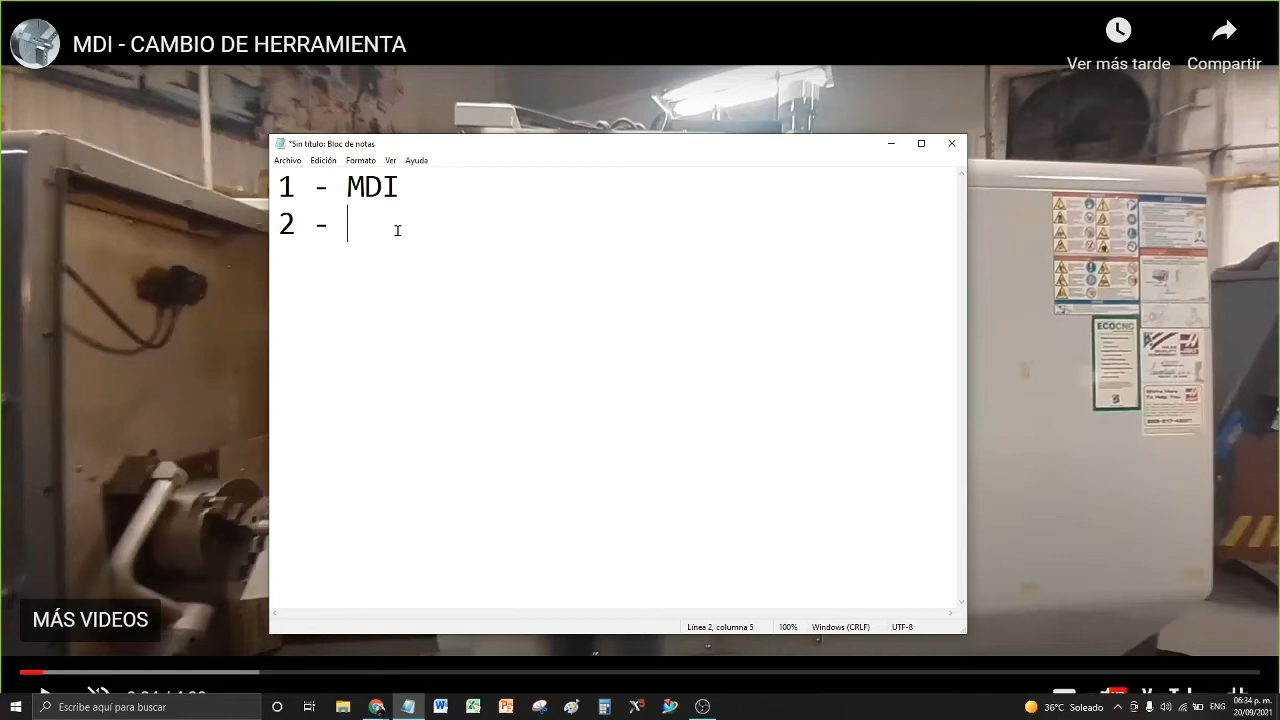 MDI - CAMBIO DE HERRAMIENTA
Ver más tarde
Compartir
*Sin título: Bloc de notas
Archivo Edición Formato Ver Ayuda
1 - MDI
2 -
ECOCNC
MÁS VIDEOS
Línea 2, columna 5
100%
Windows (CRLF)
UTF-8
Escribe aquí para buscar
36°C Soleado
ENG
06:34 p. m.
20/09/2021